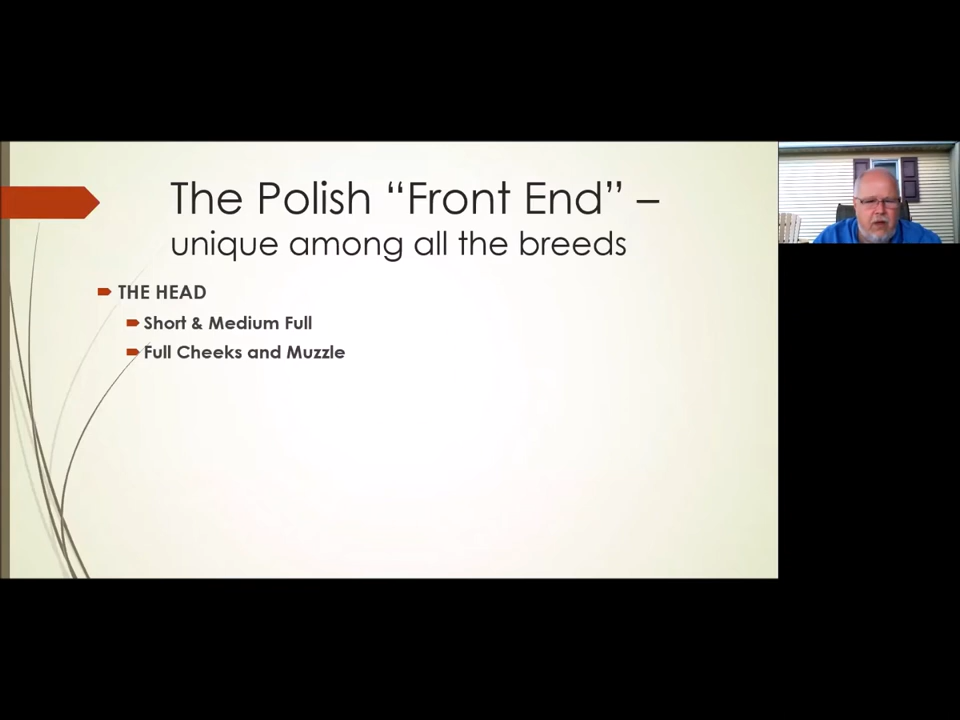 The Polish “Front End” –
unique among all the breeds
THE HEAD
Short & Medium Full
Full Cheeks and Muzzle